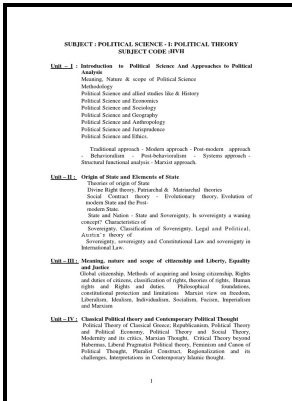 SUBJECT : POLITICAL SCIENCE - I: POLITICAL THEORY
SUBJECT CODE :HVH
Unit – I : Introduction to Political Science And Approaches to Political
Analysis
Meaning, Nature & scope of Political Science
Methodology
Political Science and allied studies like & History
Political Science and Economics
Political Science and Sociology
Political Science and Geography
Political Science and Anthropology
Political Science and Jurisprudence
Political Science and Ethics.
Traditional approach - Modern approach - Post-modern approach
- Behavioralism - Post-behavioralism - Systems approach -
Structural functional analysis - Marxist approach.
Unit – II : Origin of State and Elements of State
Theories of origin of State
Divine Right theory, Patriarchal & Matriarchal theories
Social Contract theory - Evolutionary theory, Evolution of
modern State and the Post-
modern State.
State and Nation - State and Sovereignty, Is sovereignty a waning
concept? Characteristics of
Sovereignty, Classification of Sovereignty, Legal and Political,
Austin's theory of
Sovereignty, sovereignty and Constitutional Law and sovereignty in
International Law.
Unit – III : Meaning, nature and scope of citizenship and Liberty, Equality
and Justice
Global citizenship, Methods of acquiring and losing citizenship, Rights
and duties of citizens, classification of rights, theories of rights, Human
rights and Rights and duties. Philosophical foundations,
constitutional protection and limitations Marxist view on freedom,
Liberalism, Idealism, Individualism, Socialism, Facism, Imperialism
and Marxism
Unit – IV : Classical Political theory and Contemporary Political Thought
Political Theory of Classical Greece; Republicanism, Political Theory
and Political Economy, Political Theory and Social Theory,
Modernity and its critics, Marxian Thought, Critical Theory beyond
Habermas, Liberal Pragmatist Political theory, Feminism and Canon of
Political Thought, Pluralist Construct, Regionalization and its
challenges, Interpretations in Contemporary Islamic thought.
1